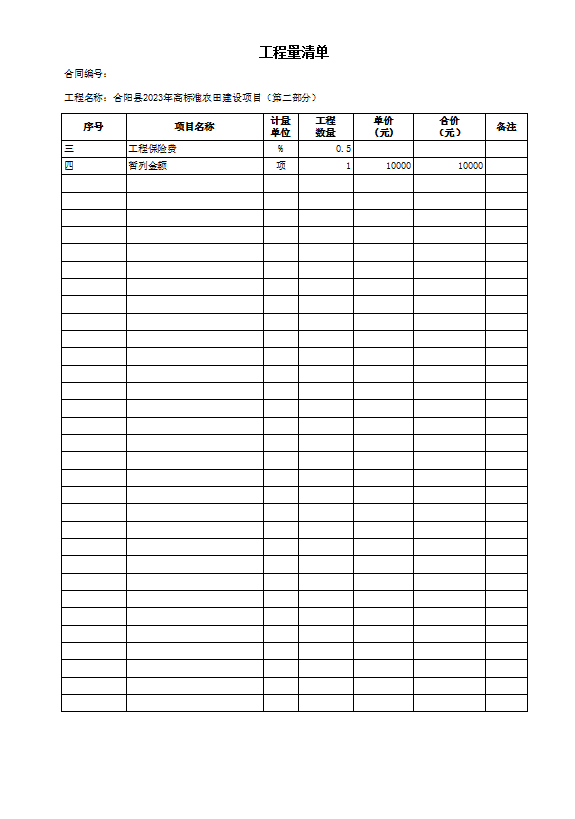 工程量清单
合同编号：
工程名称：合阳县2023年高标准农田建设项目（第二部分）
序号 项目名称 计量单位 工程数量 单价(元) 合价(元) 备注
三 工程保险费 % 0.5
四 暂列金额 项 1 10000 10000